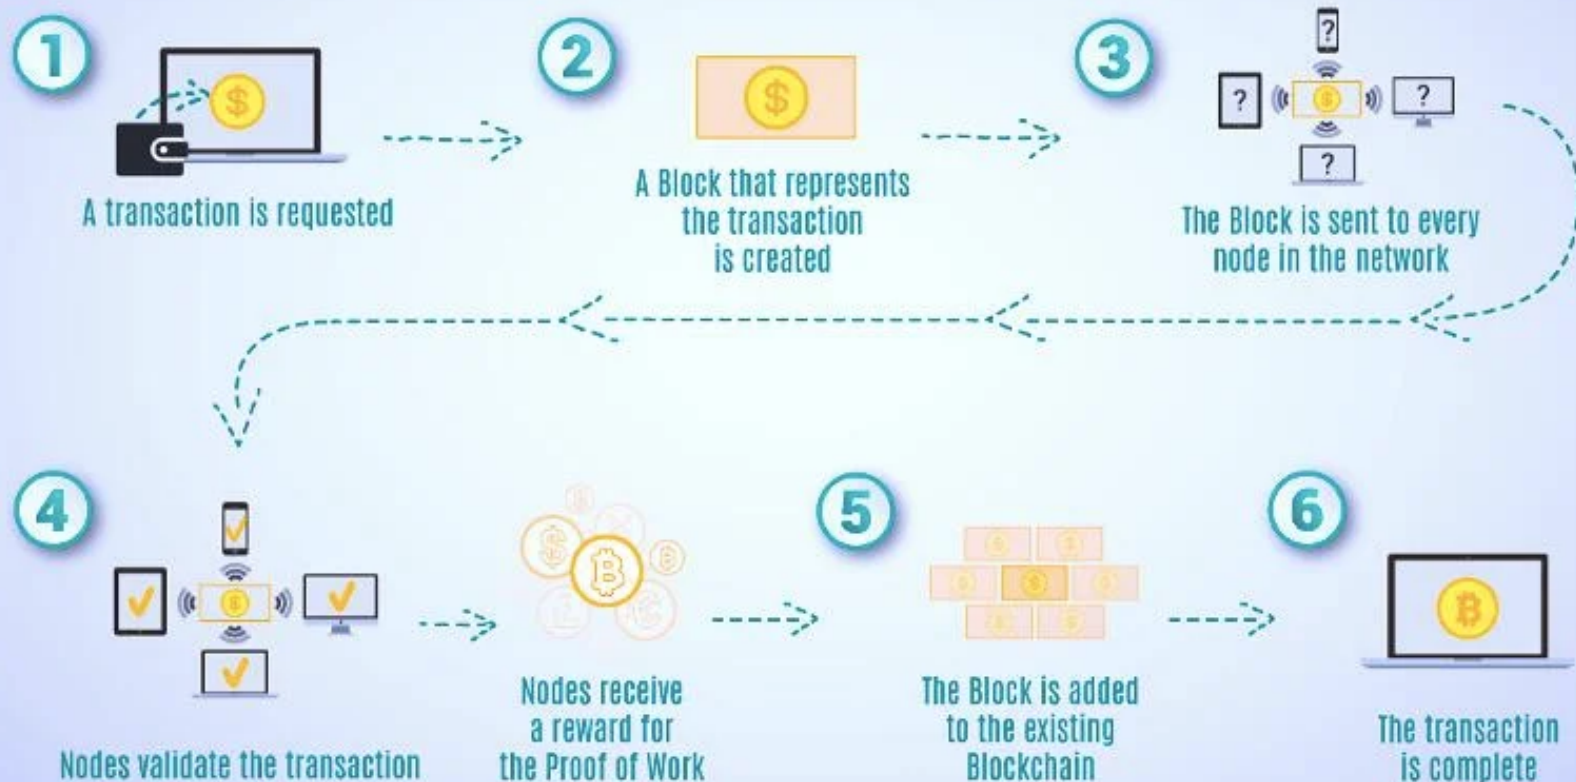 1
A transaction is requested
2
A Block that represents
the transaction
is created
3
?
?
?
?
The Block is sent to every
node in the network
4
Nodes validate the transaction
Nodes receive
a reward for
the Proof of Work
5
The Block is added
to the existing
Blockchain
6
The transaction
is complete